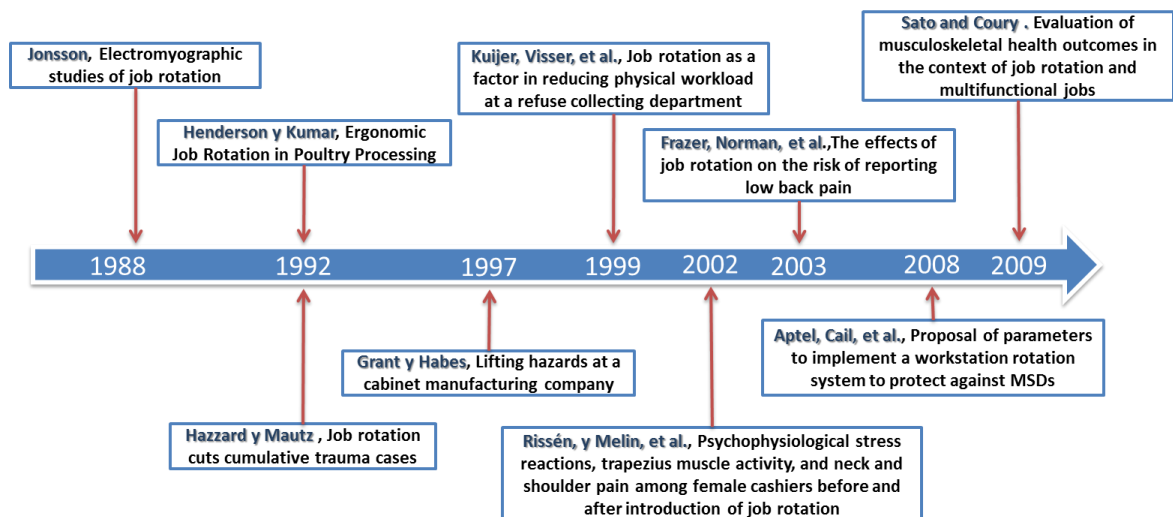 Jonsson, Electromyographic
studies of job rotation
Henderson y Kumar, Ergonomic
Job Rotation in Poultry Processing
Kuijer, Visser, et al., Job rotation as a
factor in reducing physical workload
at a refuse collecting department
Frazer, Norman, et al.,The effects of
job rotation on the risk of reporting
low back pain
Sato and Coury . Evaluation of
musculoskeletal health outcomes in
the context of job rotation and
multifunctional jobs
1988 1992 1997 1999 2002 2003 2008 2009
Hazzard y Mautz , Job rotation
cuts cumulative trauma cases
Grant y Habes, Lifting hazards at a
cabinet manufacturing company
Rissén, y Melin, et al., Psychophysiological stress
reactions, trapezius muscle activity, and neck and
shoulder pain among female cashiers before and
after introduction of job rotation
Aptel, Cail, et al., Proposal of parameters
to implement a workstation rotation
system to protect against MSDs